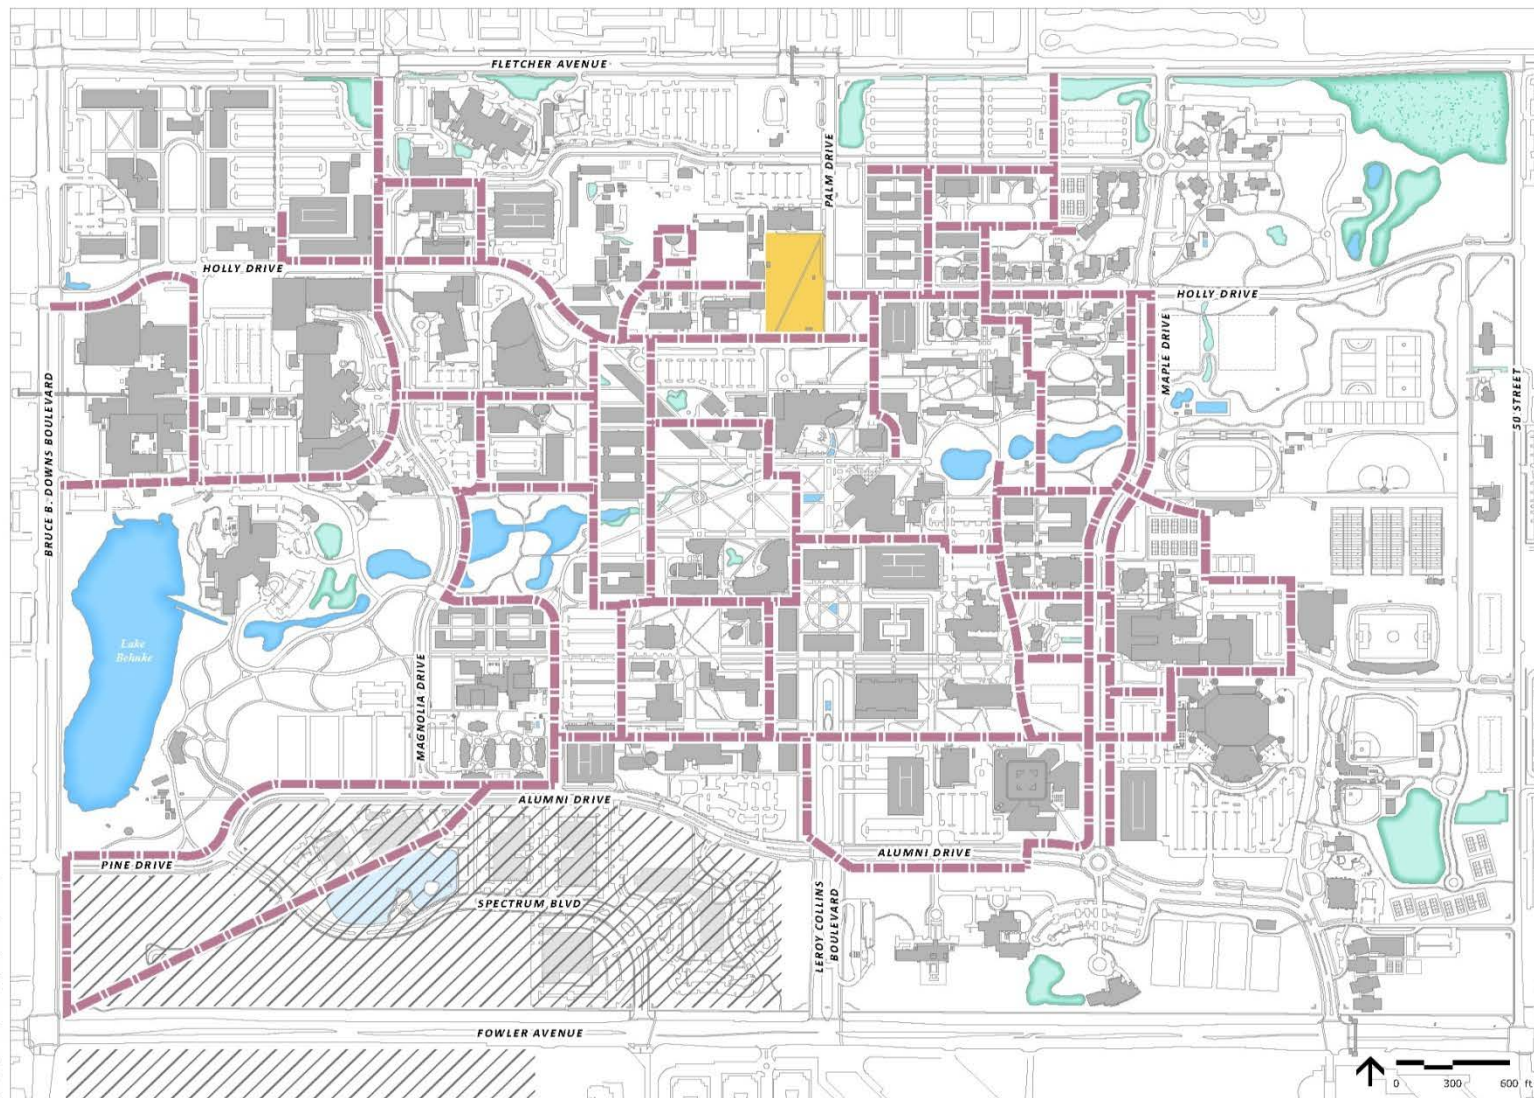 FLETCHER AVENUE
PALM DRIVE
HOLLY DRIVE
HOLLY DRIVE
MAPLE DRIVE
BRUCE B. DOWNS BOULEVARD
50 STREET
Lake
Behnke
MAGNOLIA DRIVE
ALUMNI DRIVE
PINE DRIVE
ALUMNI DRIVE
SPECTRUM BLVD
LEROY COLLINS
BOULEVARD
FOWLER AVENUE
0 300 600 ft